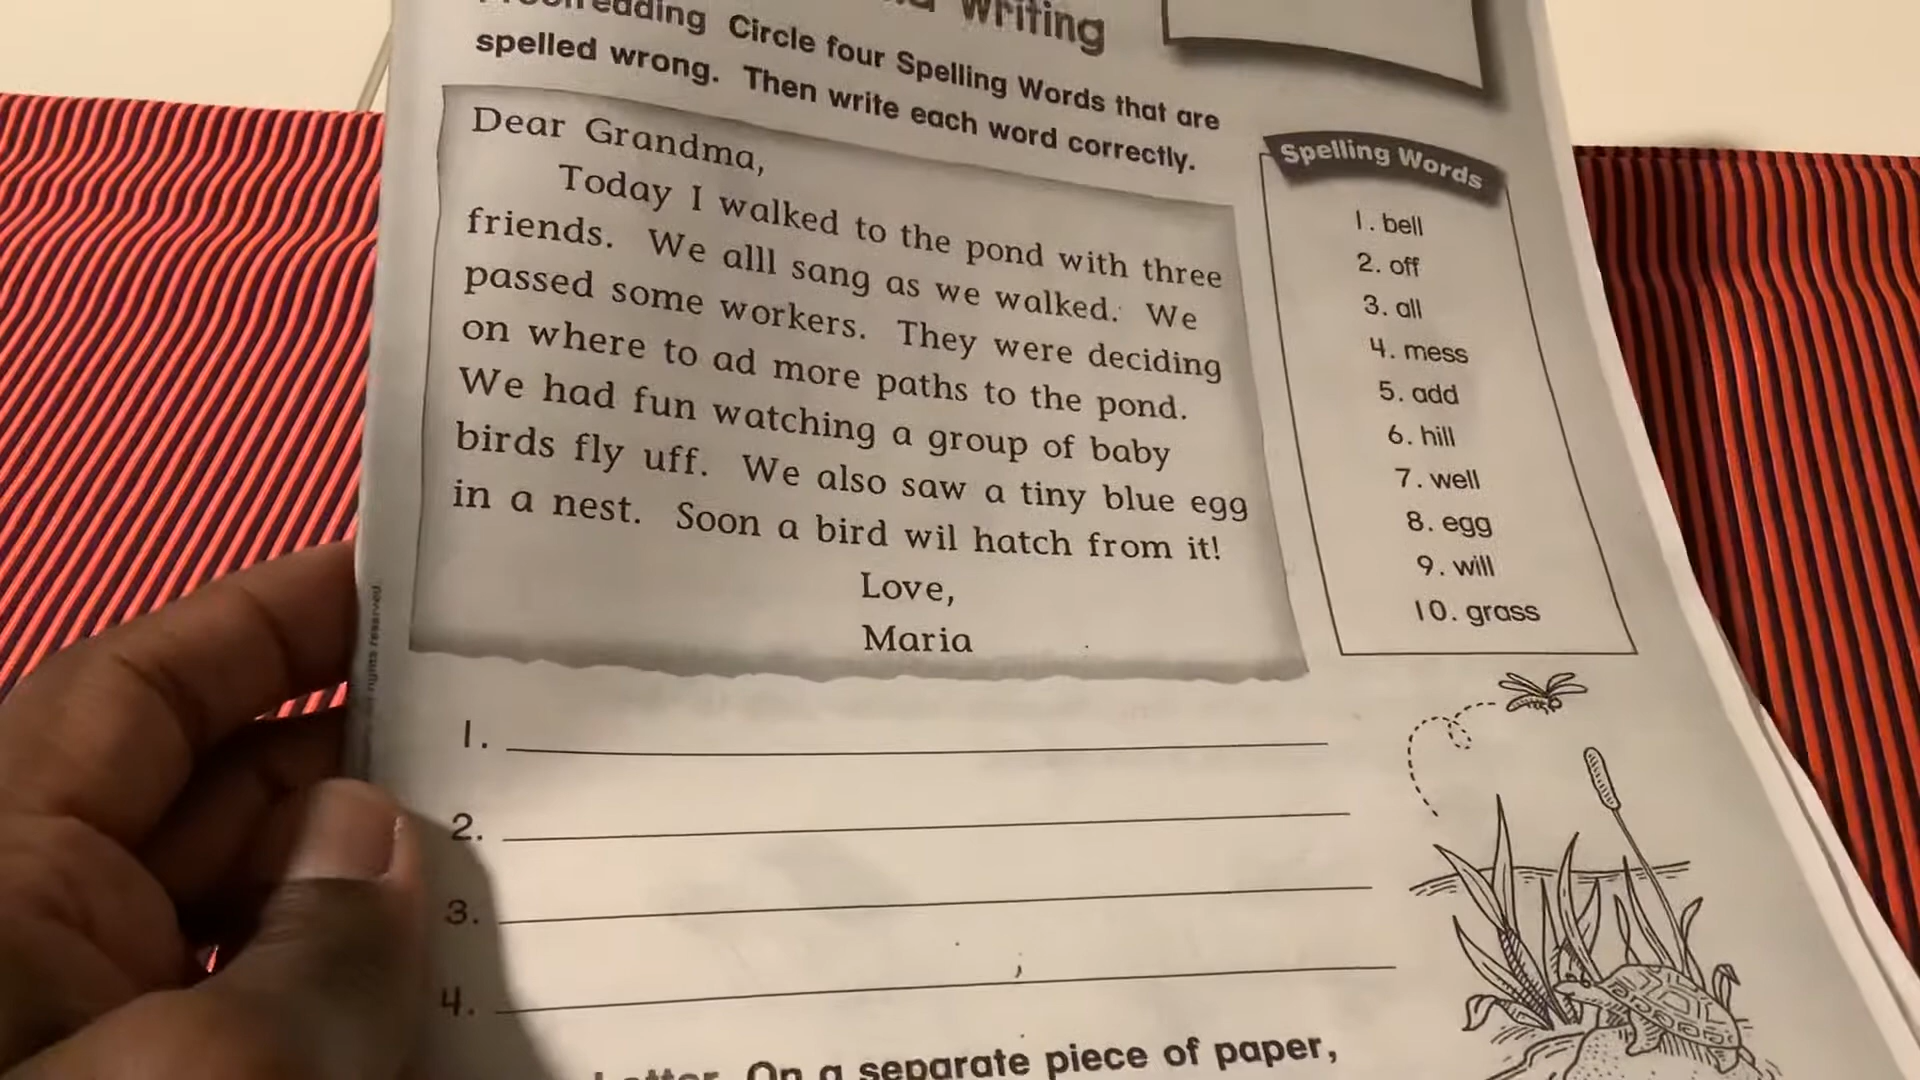 Writing
Proofreading Circle four Spelling Words that are
spelled wrong. Then write each word correctly.
Dear Grandma,
Today I walked to the pond with three
friends. We alll sang as we walked. We
passed some workers. They were deciding
on where to ad more paths to the pond.
We had fun watching a group of baby
birds fly uff. We also saw a tiny blue egg
in a nest. Soon a bird wil hatch from it!
Love,
Maria
Spelling Words
1. bell
2. off
3. all
4. mess
5. add
6. hill
7. well
8. egg
9. will
10. grass
1.
2.
3.
4.
On a separate piece of paper,
rights reserved.